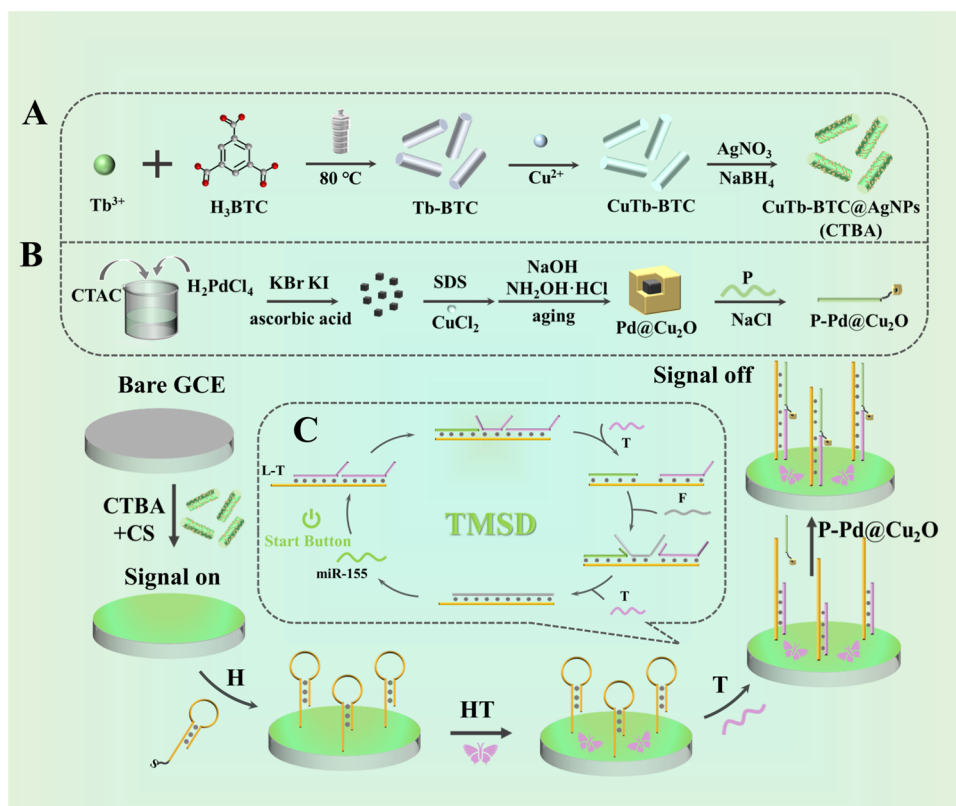 A
Tb³⁺
H₃BTC
80 °C
Tb-BTC
Cu²⁺
CuTb-BTC
AgNO₃
NaBH₄
CuTb-BTC@AgNPs
(CTBA)
B
CTAC
H₂PdCl₄
KBr KI
ascorbic acid
SDS
CuCl₂
NaOH
NH₂OH·HCl
aging
Pd@Cu₂O
P
NaCl
P-Pd@Cu₂O
Bare GCE
CTBA
+CS
Signal on
C
L-T
T
F
TMSD
Start Button
miR-155
T
Signal off
P-Pd@Cu₂O
H
S
HT
T